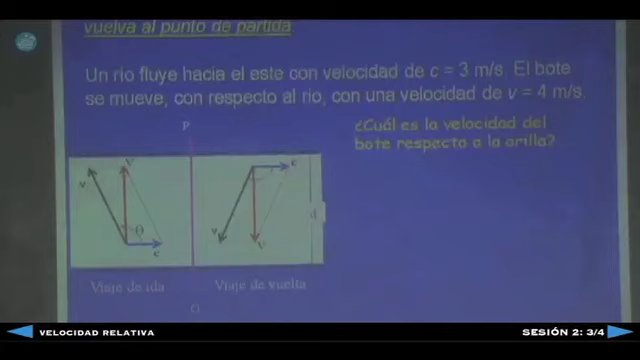 vuelva al punto de partida
Un río fluye hacia el este con velocidad de c = 3 m/s. El bote
se mueve, con respecto al río, con una velocidad de v = 4 m/s.
¿Cuál es la velocidad del
bote respecto a la orilla?
P
v
V
θ
c
c
v
V
d
Viaje de ida
Viaje de vuelta
VELOCIDAD RELATIVA
SESIÓN 2: 3/4